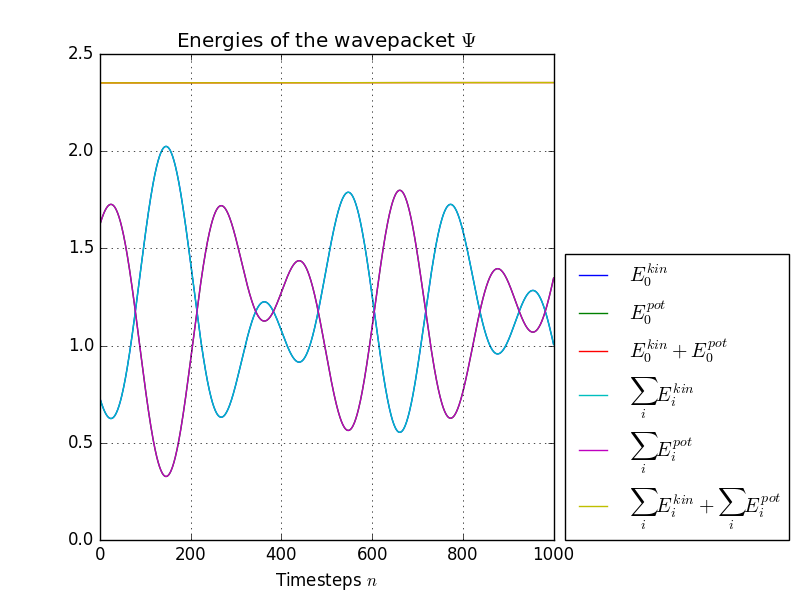 Energies of the wavepacket Ψ
2.5
2.0
1.5
1.0
0.5
0.0
0 200 400 600 800 1000
Timesteps n
E_0^{kin}
E_0^{pot}
E_0^{kin} + E_0^{pot}
∑_i E_i^{kin}
∑_i E_i^{pot}
∑_i E_i^{kin} + ∑_i E_i^{pot}